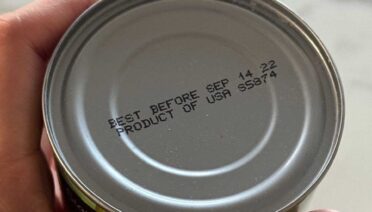 BEST BEFORE SEP 14 22
PRODUCT OF USA S5874